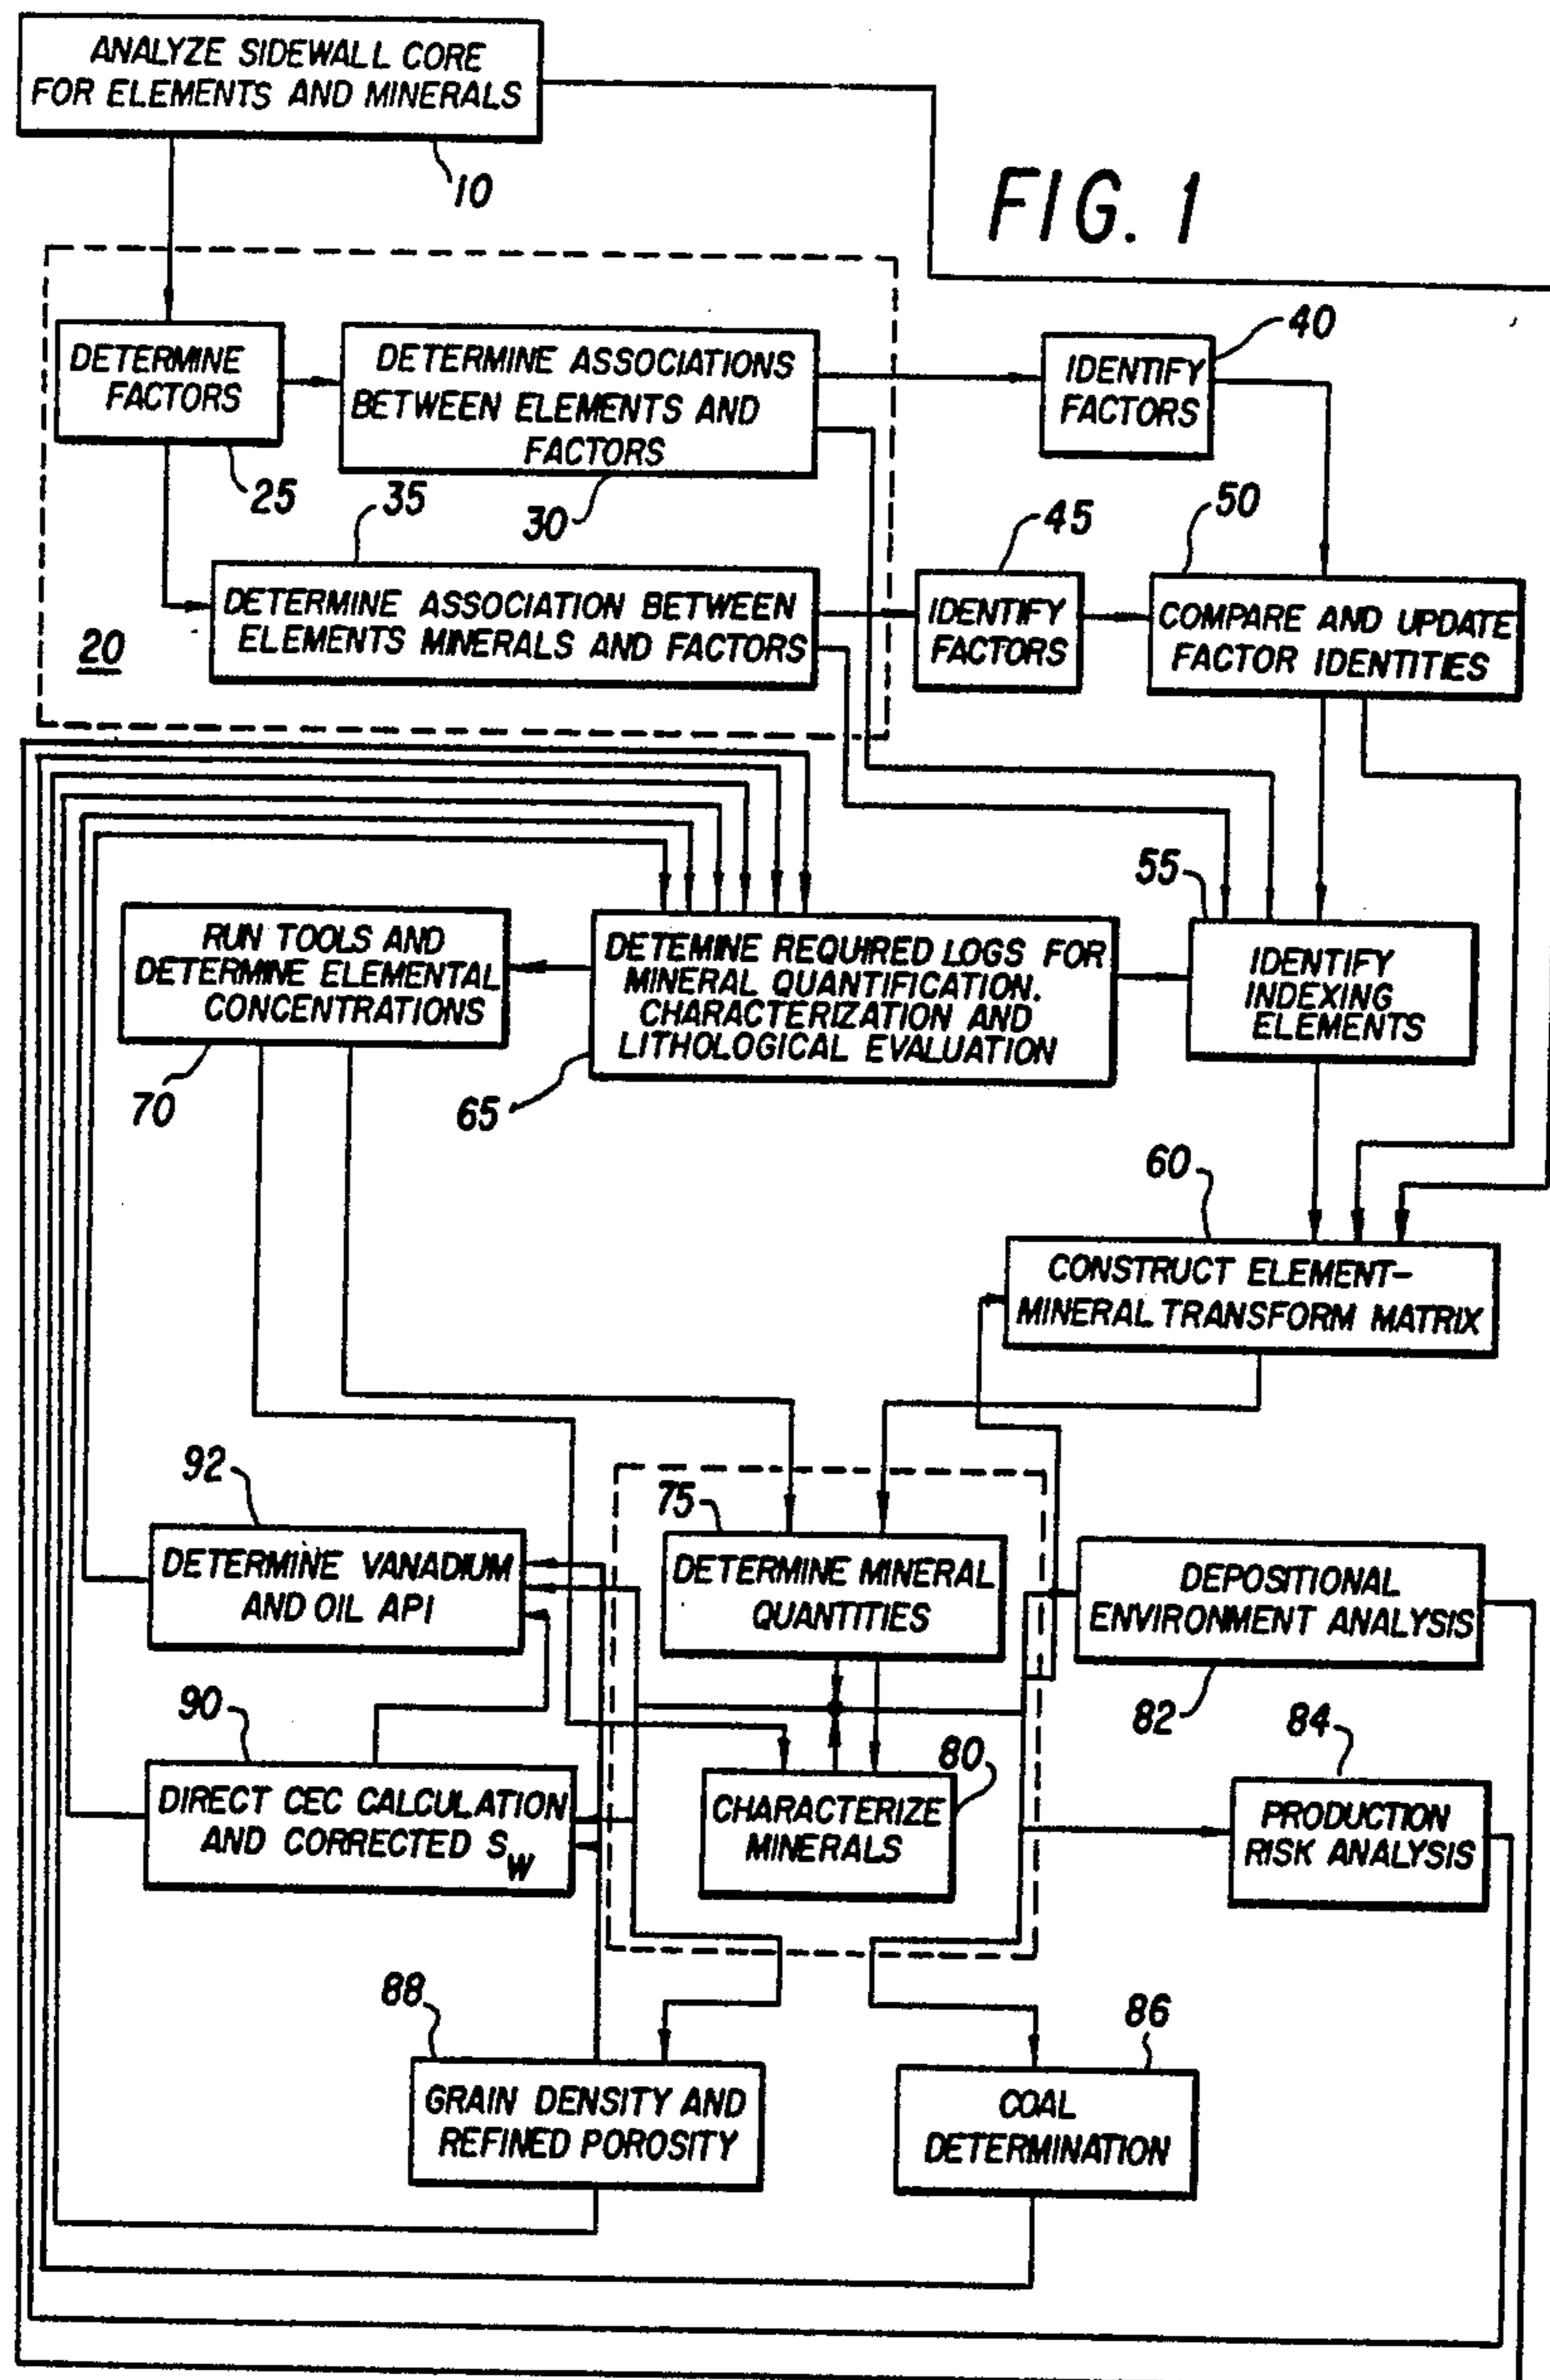 ANALYZE SIDEWALL CORE
FOR ELEMENTS AND MINERALS
10
FIG. 1
DETERMINE
FACTORS
25
DETERMINE ASSOCIATIONS
BETWEEN ELEMENTS AND
FACTORS
30
IDENTIFY
FACTORS
40
35
DETERMINE ASSOCIATION BETWEEN
ELEMENTS MINERALS AND FACTORS
20
45
IDENTIFY
FACTORS
50
COMPARE AND UPDATE
FACTOR IDENTITIES
RUN TOOLS AND
DETERMINE ELEMENTAL
CONCENTRATIONS
70
DETEMINE REQUIRED LOGS FOR
MINERAL QUANTIFICATION.
CHARACTERIZATION AND
LITHOLOGICAL EVALUATION
65
55
IDENTIFY
INDEXING
ELEMENTS
60
CONSTRUCT ELEMENT-
MINERAL TRANSFORM MATRIX
92
DETERMINE VANADIUM
AND OIL API
75
DETERMINE MINERAL
QUANTITIES
DEPOSITIONAL
ENVIRONMENT ANALYSIS
82
90
DIRECT CEC CALCULATION
AND CORRECTED SW
80
CHARACTERIZE
MINERALS
84
PRODUCTION
RISK ANALYSIS
88
GRAIN DENSITY AND
REFINED POROSITY
86
COAL
DETERMINATION